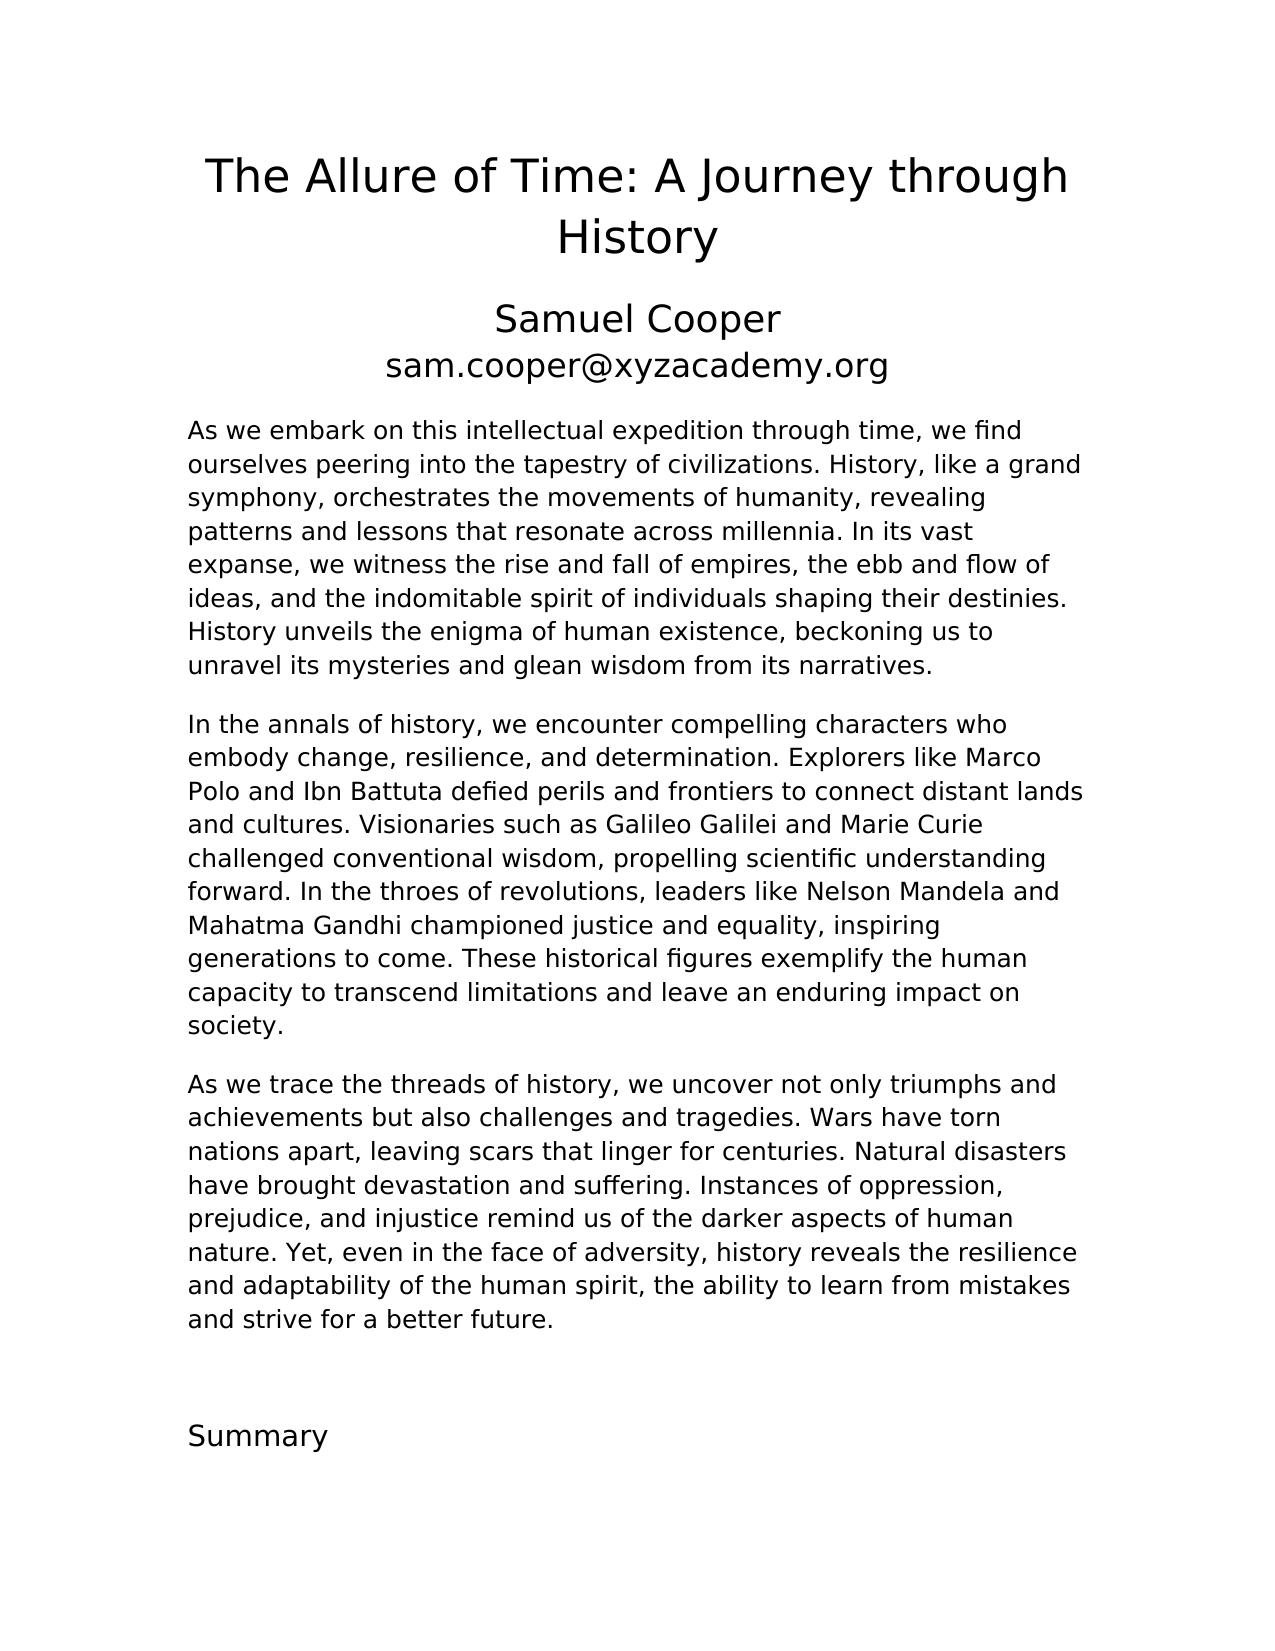 The Allure of Time: A Journey through
History
Samuel Cooper
sam.cooper@xyzacademy.org
As we embark on this intellectual expedition through time, we find
ourselves peering into the tapestry of civilizations. History, like a grand
symphony, orchestrates the movements of humanity, revealing
patterns and lessons that resonate across millennia. In its vast
expanse, we witness the rise and fall of empires, the ebb and flow of
ideas, and the indomitable spirit of individuals shaping their destinies.
History unveils the enigma of human existence, beckoning us to
unravel its mysteries and glean wisdom from its narratives.
In the annals of history, we encounter compelling characters who
embody change, resilience, and determination. Explorers like Marco
Polo and Ibn Battuta defied perils and frontiers to connect distant lands
and cultures. Visionaries such as Galileo Galilei and Marie Curie
challenged conventional wisdom, propelling scientific understanding
forward. In the throes of revolutions, leaders like Nelson Mandela and
Mahatma Gandhi championed justice and equality, inspiring
generations to come. These historical figures exemplify the human
capacity to transcend limitations and leave an enduring impact on
society.
As we trace the threads of history, we uncover not only triumphs and
achievements but also challenges and tragedies. Wars have torn
nations apart, leaving scars that linger for centuries. Natural disasters
have brought devastation and suffering. Instances of oppression,
prejudice, and injustice remind us of the darker aspects of human
nature. Yet, even in the face of adversity, history reveals the resilience
and adaptability of the human spirit, the ability to learn from mistakes
and strive for a better future.
Summary